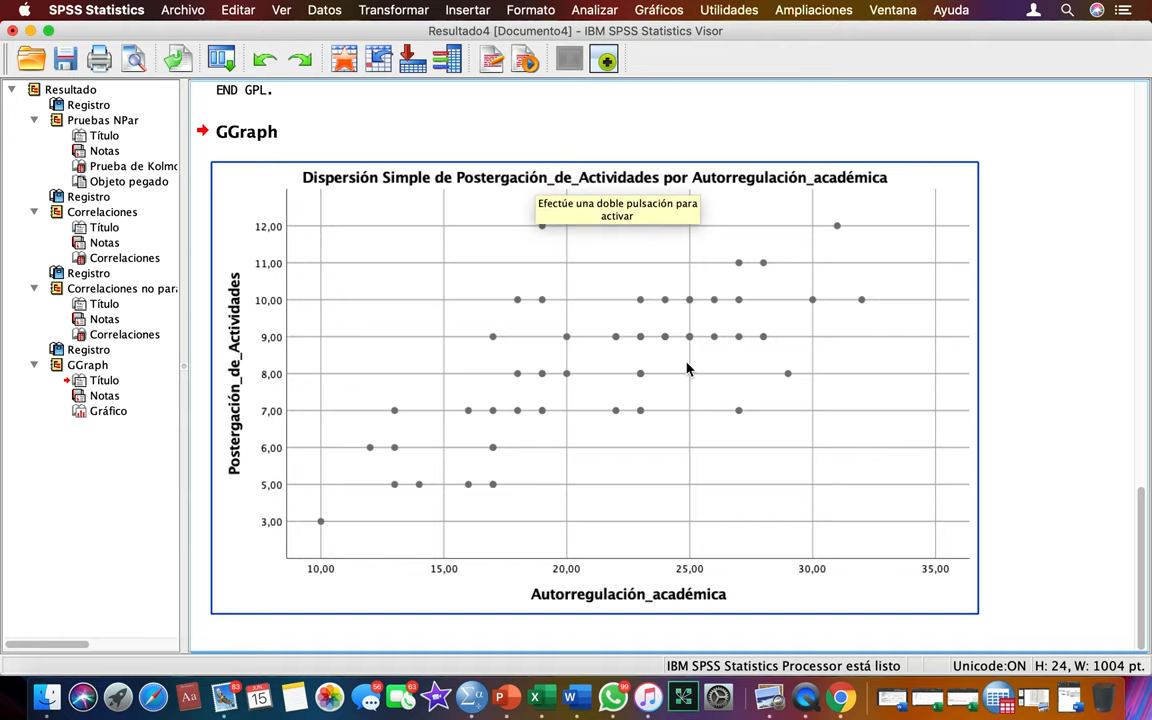 SPSS Statistics Archivo Editar Ver Datos Transformar Insertar Formato Analizar Gráficos Utilidades Ampliaciones Ventana Ayuda
Resultado4 [Documento4] - IBM SPSS Statistics Visor
Resultado
Registro
Pruebas NPar
Título
Notas
Prueba de Kolmc
Objeto pegado
Registro
Correlaciones
Título
Notas
Correlaciones
Registro
Correlaciones no para
Título
Notas
Correlaciones
Registro
GGraph
Título
Notas
Gráfico
END GPL.
GGraph
Dispersión Simple de Postergación_de_Actividades por Autorregulación_académica
Efectúe una doble pulsación para
activar
Postergación_de_Actividades
12,00
11,00
10,00
9,00
8,00
7,00
6,00
5,00
3,00
10,00 15,00 20,00 25,00 30,00 35,00
Autorregulación_académica
IBM SPSS Statistics Processor está listo Unicode:ON H: 24, W: 1004 pt.